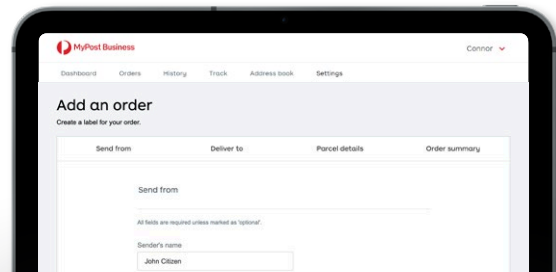 MyPost Business
Connor
Dashboard Orders History Track Address book Settings
Add an order
Create a label for your order.
Send from Deliver to Parcel details Order summary
Send from
All fields are required unless marked as 'optional'.
Sender's name
John Citizen